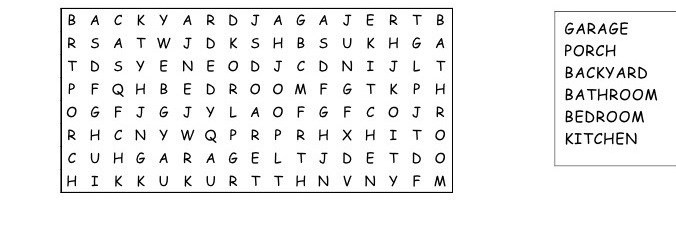 B A C K Y A R D J A G A J E R T B
R S A T W J D K S H B S U K H G A
T D S Y E N E O D J C D N I J L T
P F Q H B E D R O O M F G T K P H
O G F J G J Y L A O F G F C O J R
R H C N Y W Q P R P R H X H I T O
C U H G A R A G E L T J D E T D O
H I K K U K U R T T H N V N Y F M
GARAGE
PORCH
BACKYARD
BATHROOM
BEDROOM
KITCHEN